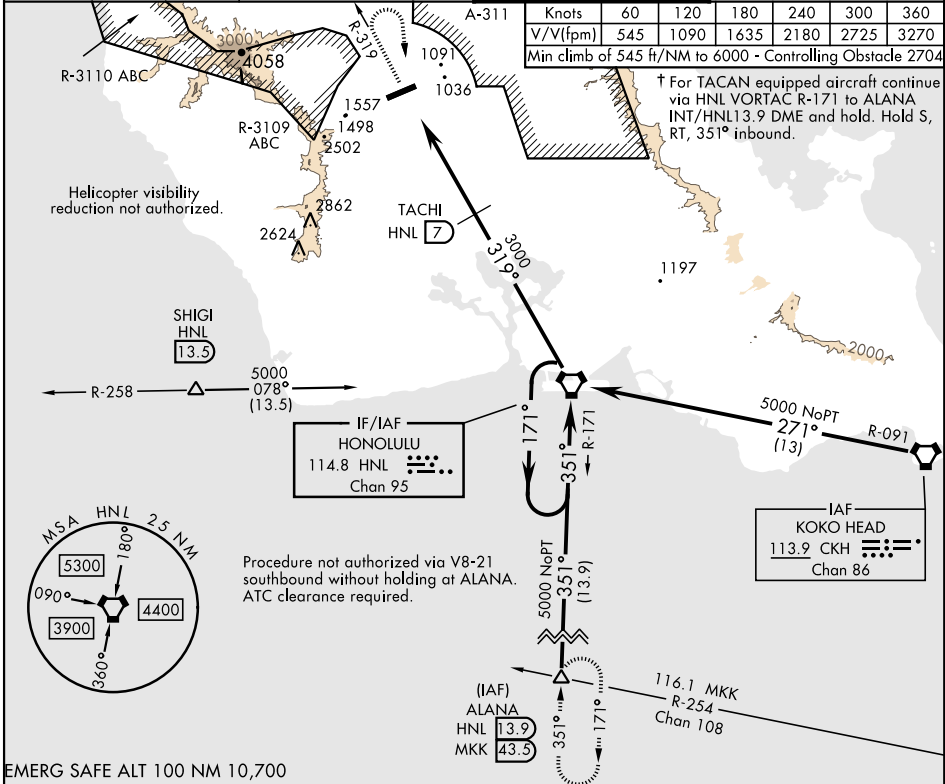 Knots 60 120 180 240 300 360
V/V(fpm) 545 1090 1635 2180 2725 3270
Min climb of 545 ft/NM to 6000 - Controlling Obstacle 2704
A-311
R-319
3000
4058
R-3110 ABC
1091
1036
1557
1498
R-3109
ABC
2502
† For TACAN equipped aircraft continue
via HNL VORTAC R-171 to ALANA
INT/HNL13.9 DME and hold. Hold S,
RT, 351° inbound.
Helicopter visibility
reduction not authorized.
2862
2624
TACHI
HNL 7
3000
319°
1197
2000
SHIGI
HNL
13.5
R-258
5000
078°
(13.5)
IF/IAF
HONOLULU
114.8 HNL
Chan 95
171°
351°
R-171
5000 NoPT
271°
(13)
R-091
IAF
KOKO HEAD
113.9 CKH
Chan 86
MSA HNL 25 NM
180°
5300
090°
4400
3900
360°
Procedure not authorized via V8-21
southbound without holding at ALANA.
ATC clearance required.
5000 NoPT
351°
(13.9)
(IAF)
ALANA
HNL 13.9
MKK 43.5
351°
171°
116.1 MKK
R-254
Chan 108
EMERG SAFE ALT 100 NM 10,700